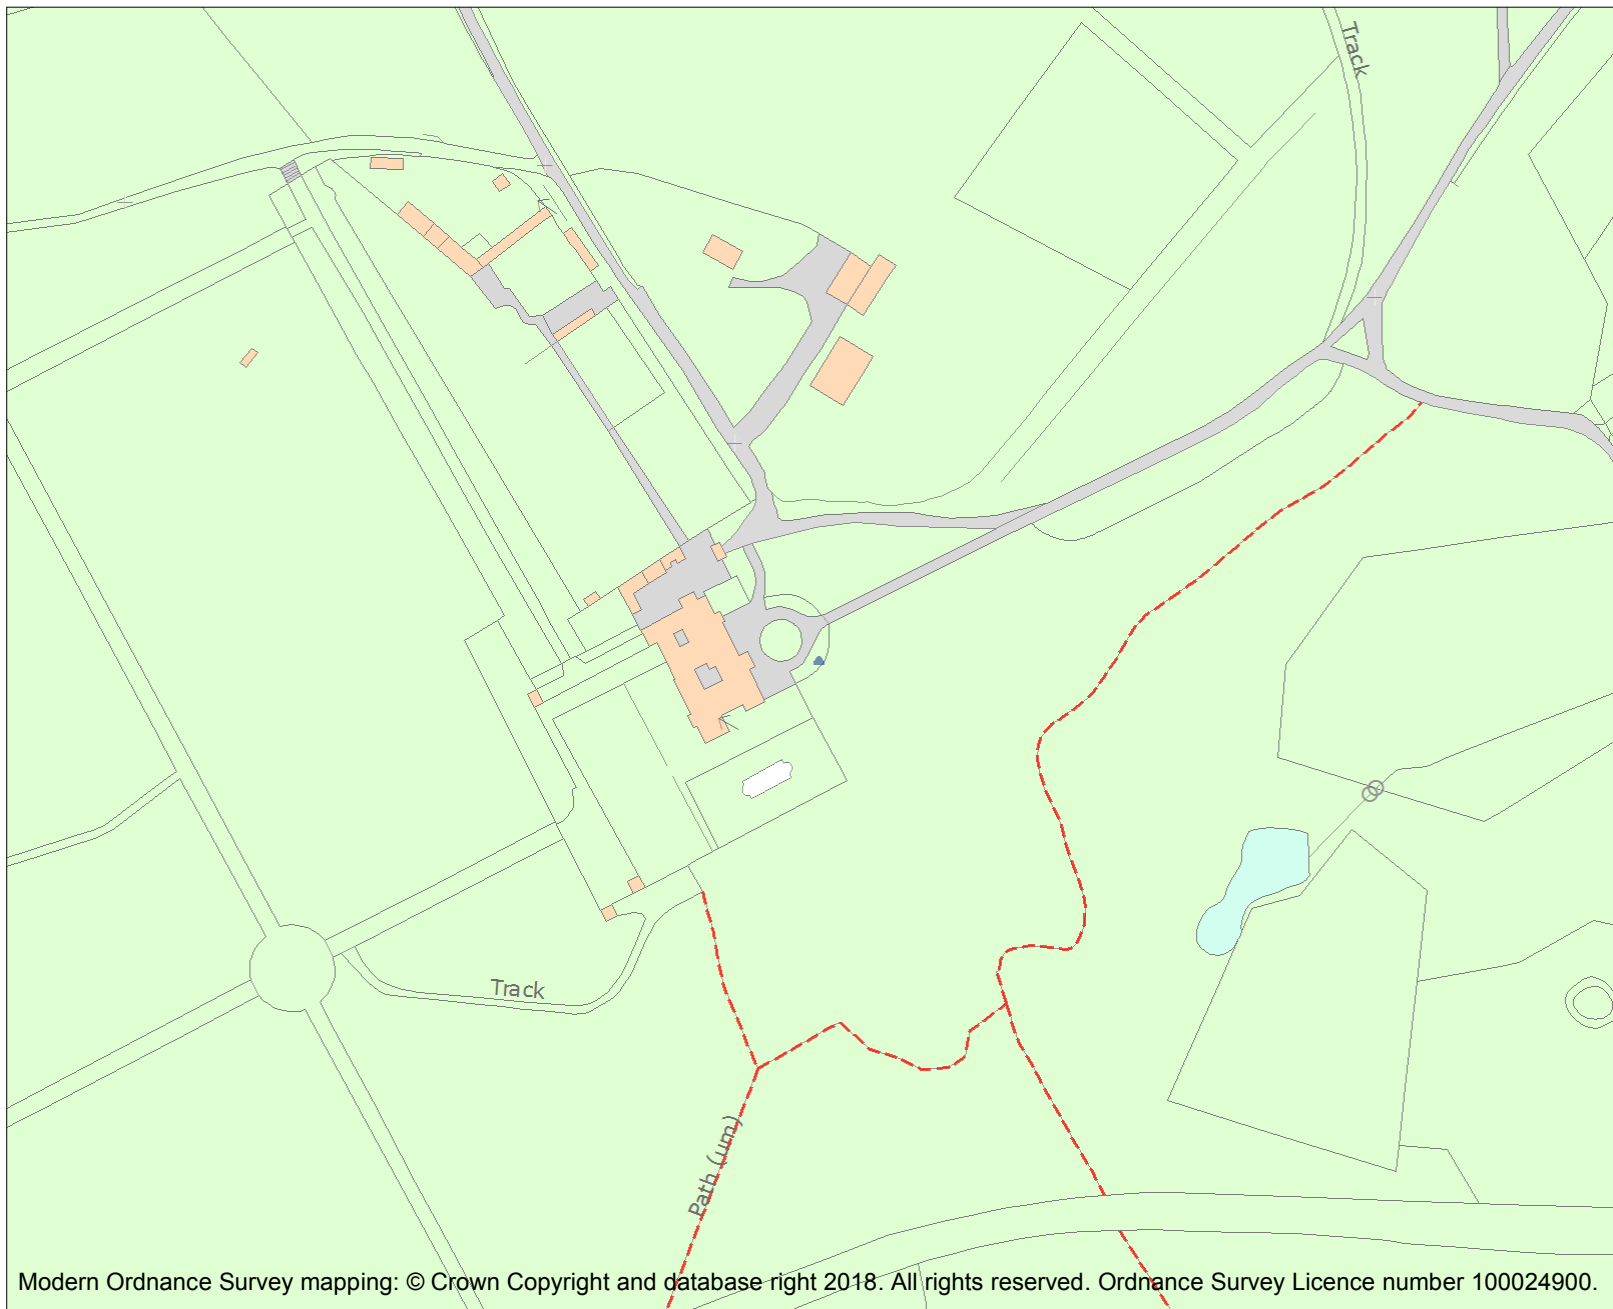 Track
Track
Path (um)
Modern Ordnance Survey mapping: © Crown Copyright and database right 2018. All rights reserved. Ordnance Survey Licence number 100024900.